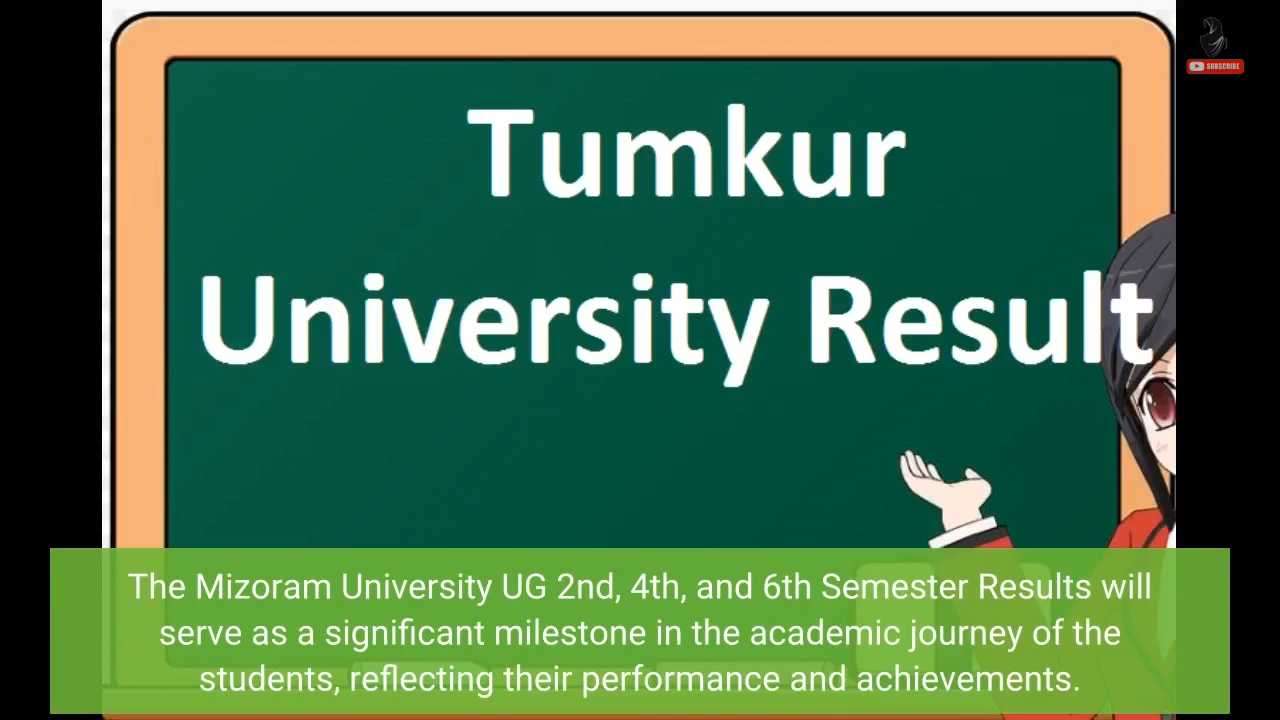 SUBSCRIBE
Tumkur
University Result
The Mizoram University UG 2nd, 4th, and 6th Semester Results will
serve as a significant milestone in the academic journey of the
students, reflecting their performance and achievements.